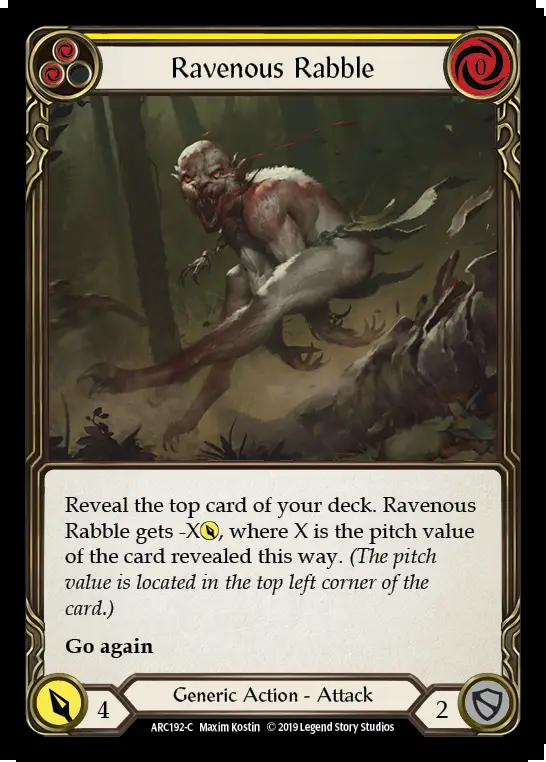 0
Ravenous Rabble
Reveal the top card of your deck. Ravenous
Rabble gets -X, where X is the pitch value
of the card revealed this way. (The pitch
value is located in the top left corner of the
card.)
Go again
4
Generic Action - Attack
2
ARC192-C Maxim Kostin © 2019 Legend Story Studios